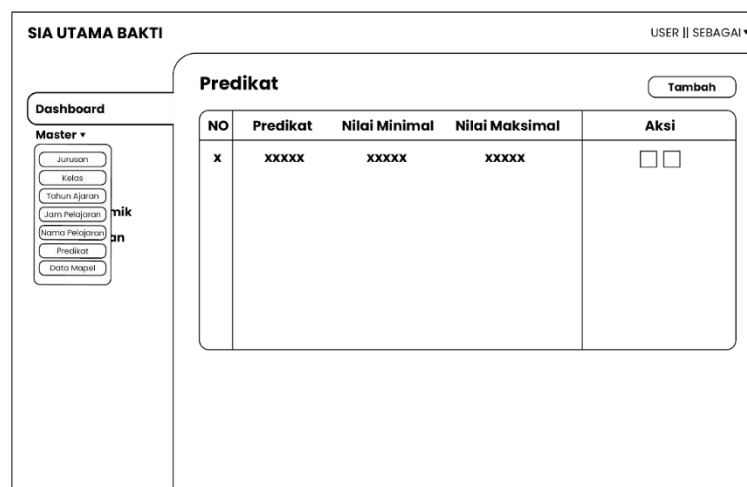 SIA UTAMA BAKTI
USER || SEBAGAI ▾
Predikat
Tambah
Dashboard
Master ▾
Jurusan
Kelas
Tahun Ajaran
Jam Pelajaran
mik
Nama Pelajaran
an
Predikat
Data Mapel
NO Predikat Nilai Minimal Nilai Maksimal Aksi
x xxxxx xxxxx xxxxx